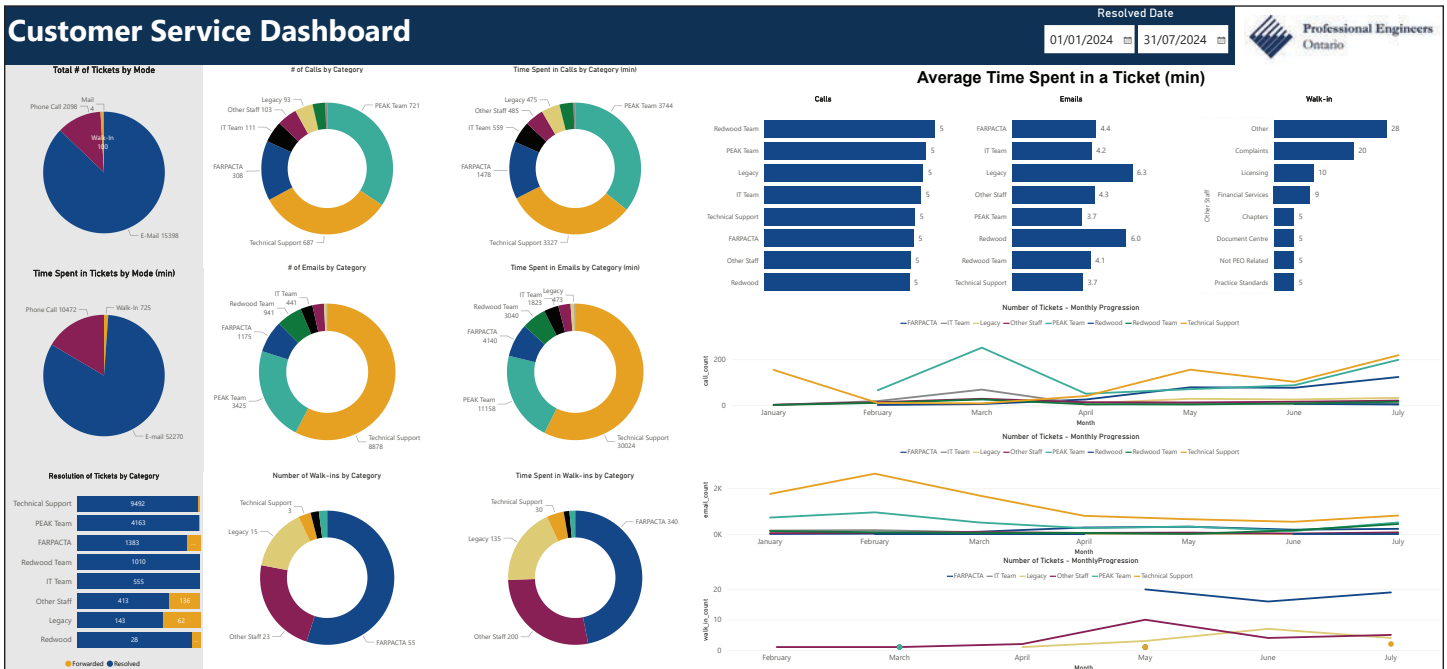 Customer Service Dashboard
Resolved Date
01/01/2024
31/07/2024
Professional Engineers
Ontario
Total # of Tickets by Mode
Mail
4
Phone Call 2098
Walk-In
100
E-Mail 15398
# of Calls by Category
Legacy 93
Other Staff 103
IT Team 111
FARPACTA
308
PEAK Team 721
Technical Support 687
Time Spent in Calls by Category (min)
Legacy 475
Other Staff 485
IT Team 559
FARPACTA
1478
PEAK Team 3744
Technical Support 3327
Average Time Spent in a Ticket (min)
Calls
Redwood Team 5
PEAK Team 5
Legacy 5
IT Team 5
Technical Support 5
FARPACTA 5
Other Staff 5
Redwood 5
Emails
FARPACTA 4.4
IT Team 4.2
Legacy 6.3
Other Staff 4.3
PEAK Team 3.7
Redwood 6.0
Redwood Team 4.1
Technical Support 3.7
Walk-in
Other Staff
Other 28
Complaints 20
Licensing 10
Financial Services 9
Chapters 5
Document Centre 5
Not PEO Related 5
Practice Standards 5
Time Spent in Tickets by Mode (min)
Phone Call 10472
Walk-In 725
E-mail 52270
# of Emails by Category
IT Team
441
Redwood Team
941
FARPACTA
1175
PEAK Team
3425
Technical Support
8878
Time Spent in Emails by Category (min)
Legacy
473
IT Team
1823
Redwood Team
3040
FARPACTA
4140
PEAK Team
11158
Technical Support
30024
Number of Tickets - Monthly Progression
FARPACTA IT Team Legacy Other Staff PEAK Team Redwood Redwood Team Technical Support
call_count
200
0
January February March April May June July
Month
Number of Tickets - Monthly Progression
FARPACTA IT Team Legacy Other Staff PEAK Team Redwood Redwood Team Technical Support
email_count
2K
0K
January February March April May June July
Month
Resolution of Tickets by Category
Technical Support 9492
PEAK Team 4163
FARPACTA 1383 ...
Redwood Team 1010
IT Team 555
Other Staff 413 136
Legacy 143 62
Redwood 28
Forwarded Resolved
Number of Walk-ins by Category
Technical Support
3
Legacy 15
Other Staff 23
FARPACTA 55
Time Spent in Walk-ins by Category
Technical Support
30
Legacy 135
Other Staff 200
FARPACTA 340
Number of Tickets - MonthlyProgression
FARPACTA IT Team Legacy Other Staff PEAK Team Technical Support
walk_in_count
20
10
0
February March April May June July
Month